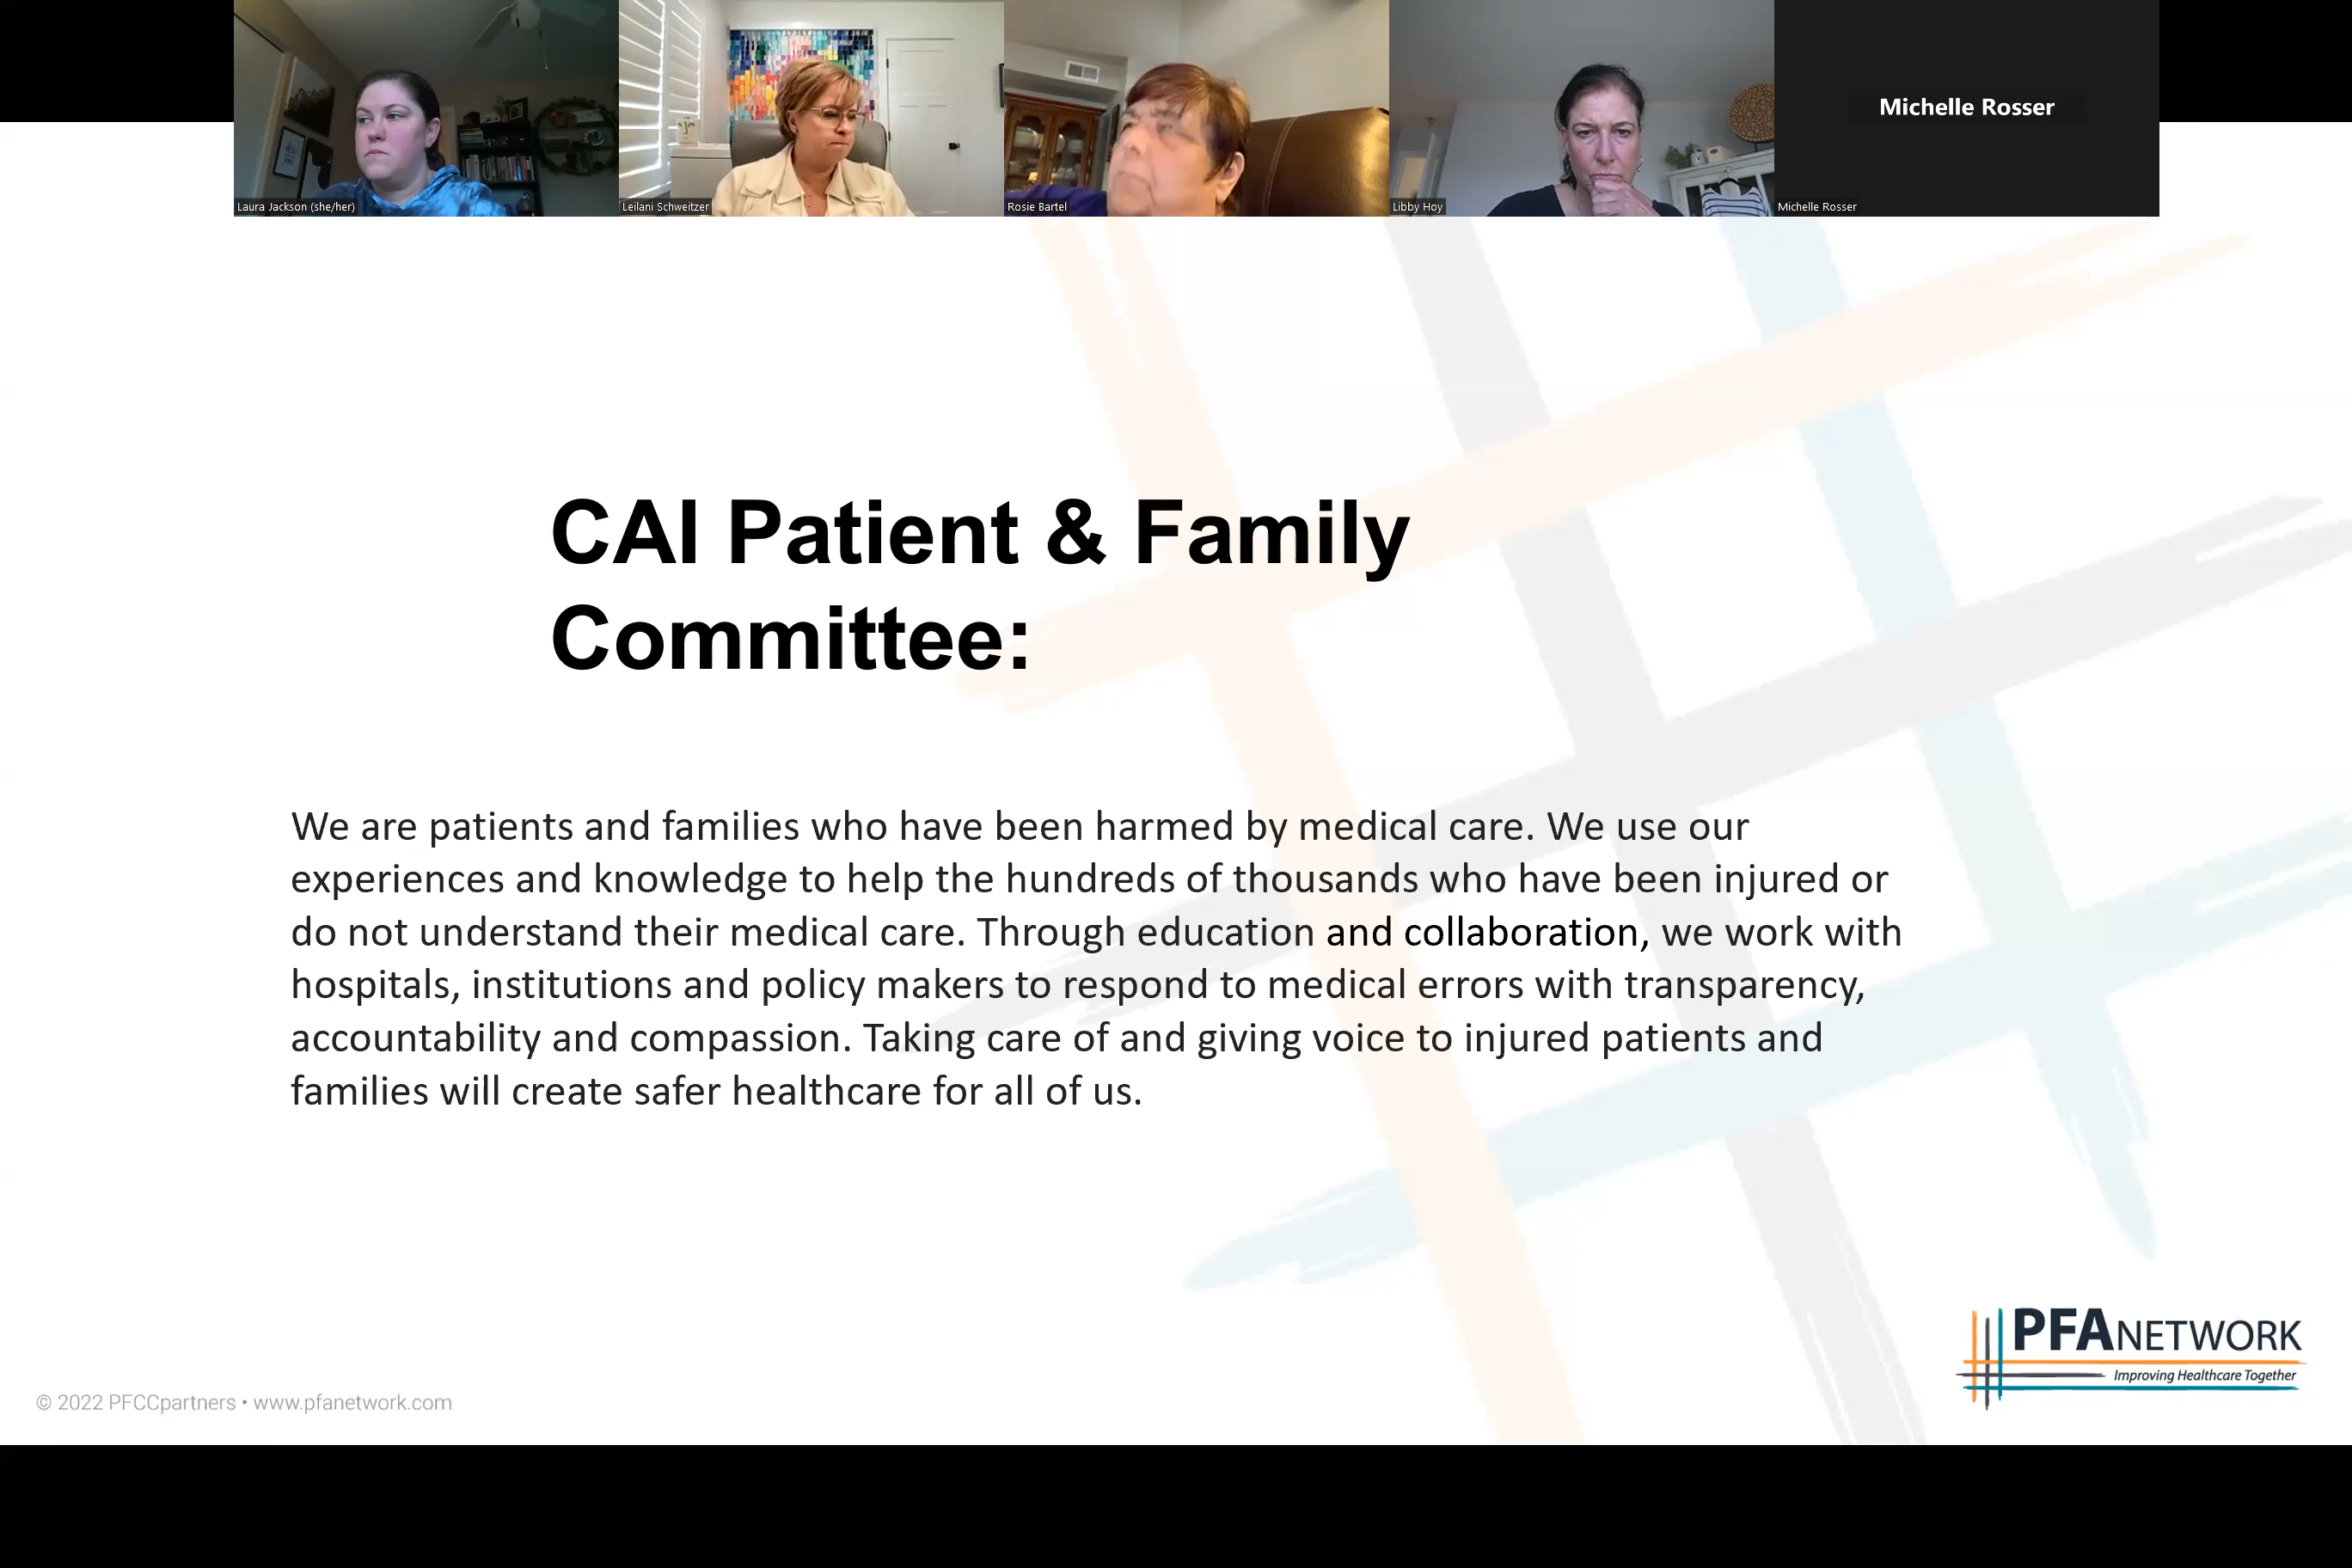 Michelle Rosser
Laura Jackson (she/her)
Leilani Schweitzer
Rosie Bartel
Libby Hoy
Michelle Rosser
CAI Patient & Family
Committee:
We are patients and families who have been harmed by medical care. We use our
experiences and knowledge to help the hundreds of thousands who have been injured or
do not understand their medical care. Through education and collaboration, we work with
hospitals, institutions and policy makers to respond to medical errors with transparency,
accountability and compassion. Taking care of and giving voice to injured patients and
families will create safer healthcare for all of us.
PFANETWORK
Improving Healthcare Together
© 2022 PFCCpartners • www.pfanetwork.com